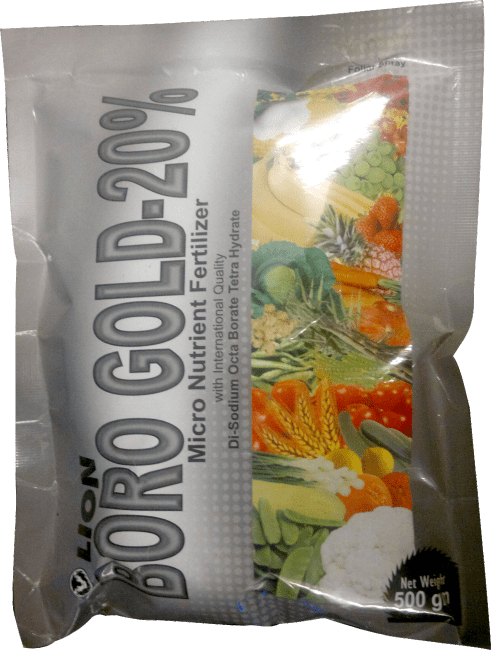 Foliar Spray
LION
BORO GOLD-20%
Micro Nutrient Fertilizer
with International Quality
Di-Sodium Octa Borate Tetra Hydrate
Net Weight
500 gm